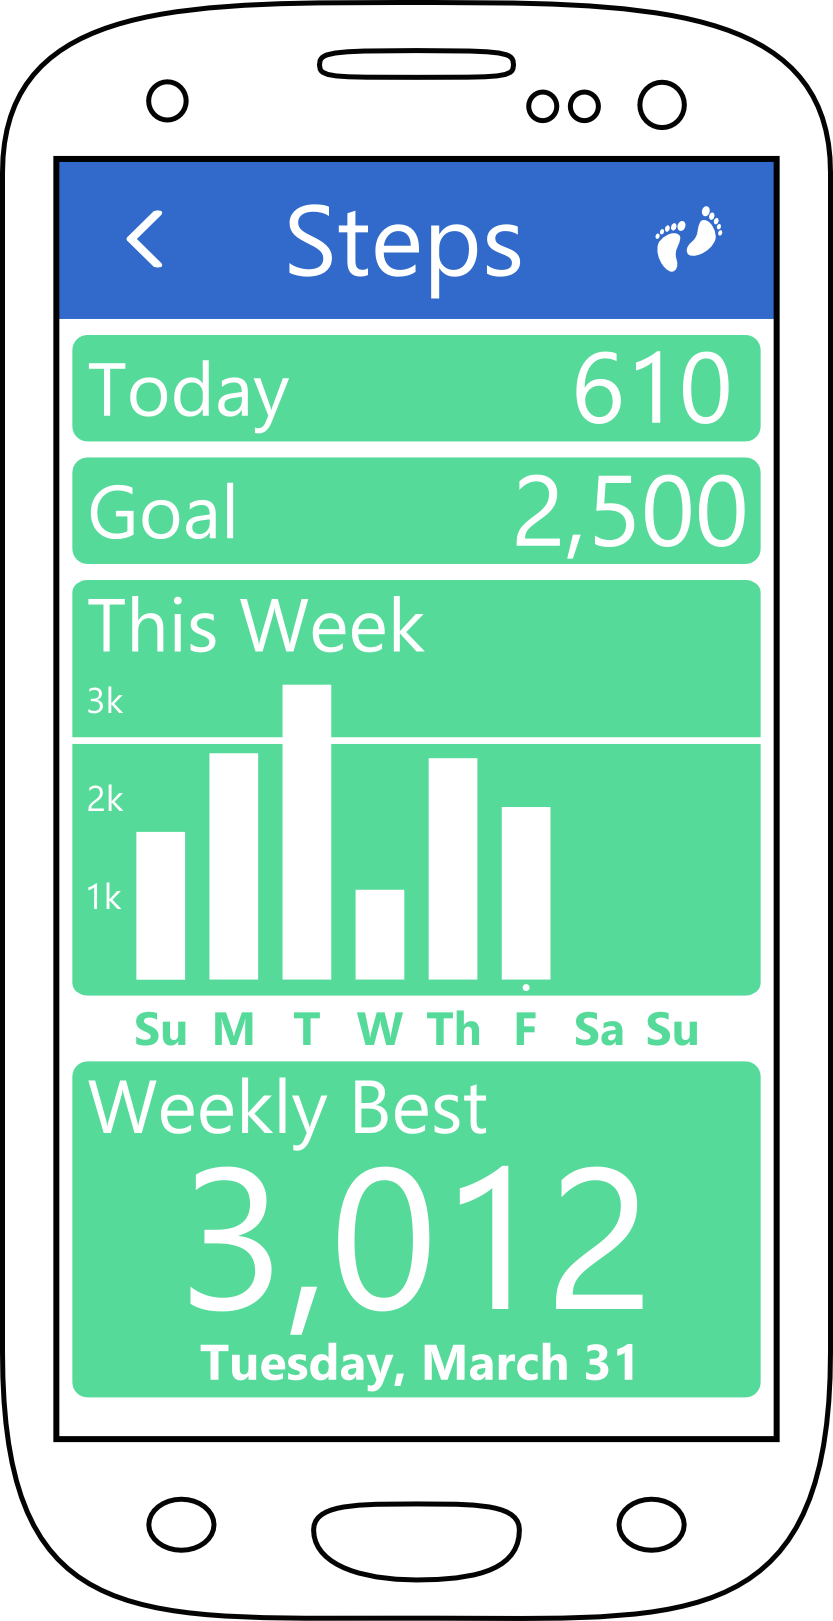 Steps
Today 610
Goal 2,500
This Week
3k
2k
1k
Su M T W Th F Sa Su
Weekly Best
3,012
Tuesday, March 31